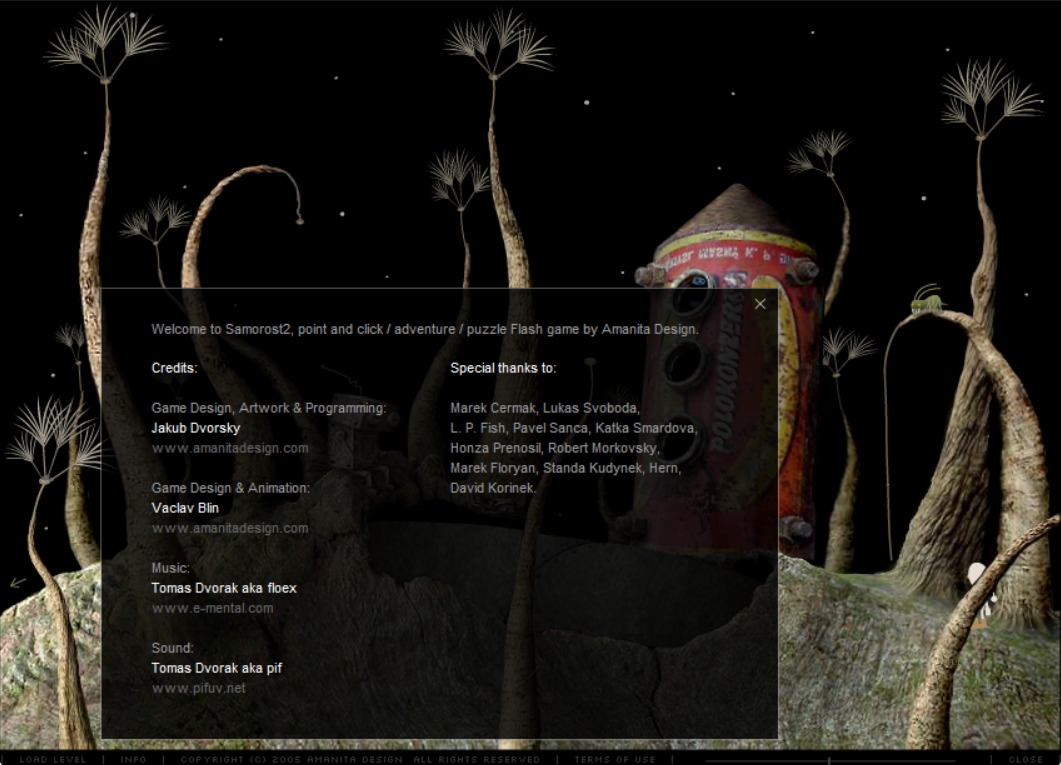 Welcome to Samorost2, point and click / adventure / puzzle Flash game by Amanita Design.
Credits:
Game Design, Artwork & Programming:
Jakub Dvorsky
www.amanitadesign.com
Game Design & Animation:
Vaclav Blin
www.amanitadesign.com
Music:
Tomas Dvorak aka floex
www.e-mental.com
Sound:
Tomas Dvorak aka pif
www.pifuv.net
Special thanks to:
Marek Cermak, Lukas Svoboda,
L. P. Fish, Pavel Sanca, Katka Smardova,
Honza Prenosil, Robert Morkovsky,
Marek Floryan, Standa Kudynek, Hern,
David Korinek.
POLOKONZERV
LOAD LEVEL | INFO | COPYRIGHT (C) 2005 AMANITA DESIGN ALL RIGHTS RESERVED | TERMS OF USE | | CLOSE